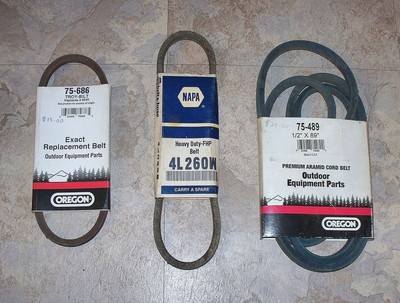 75-686
TROY-BILT
Exact
Replacement Belt
Outdoor Equipment Parts
OREGON
NAPA
Heavy Duty-FHP
Belt
4L260W
CARRY A SPARE
75-489
1/2" X 89"
PREMIUM ARAMID CORD BELT
Outdoor
Equipment Parts
OREGON